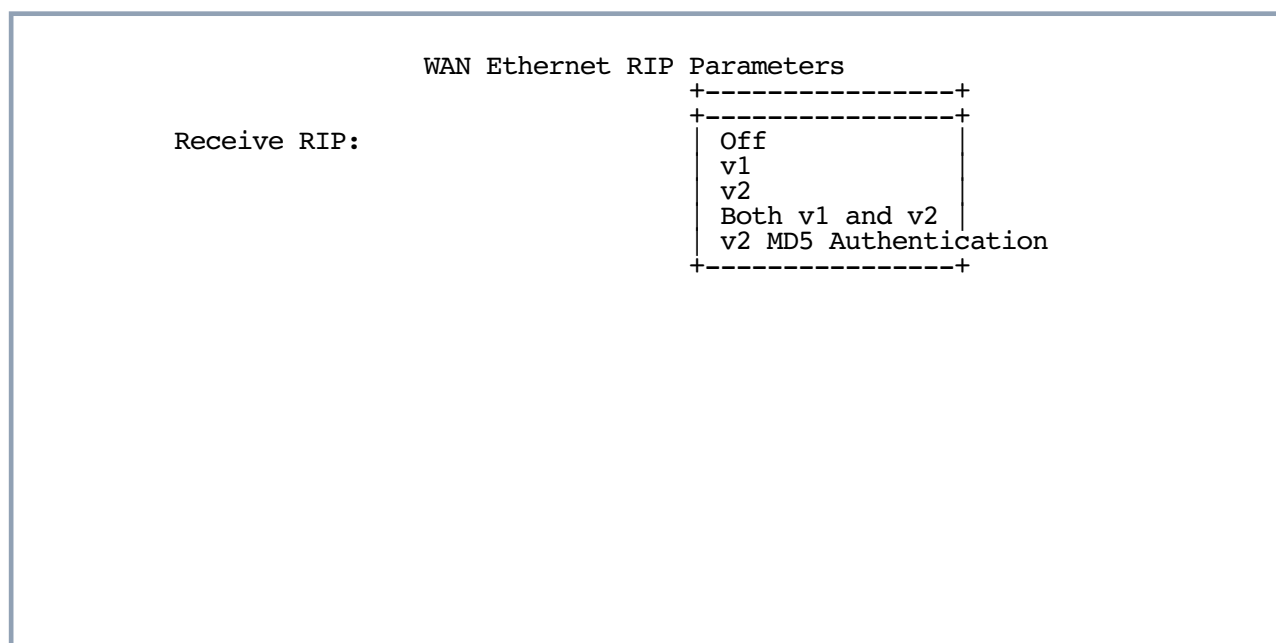 WAN Ethernet RIP Parameters
+----------------+
+----------------+
Receive RIP: | Off |
| v1 |
| v2 |
| Both v1 and v2 |
| v2 MD5 Authentication
+----------------+